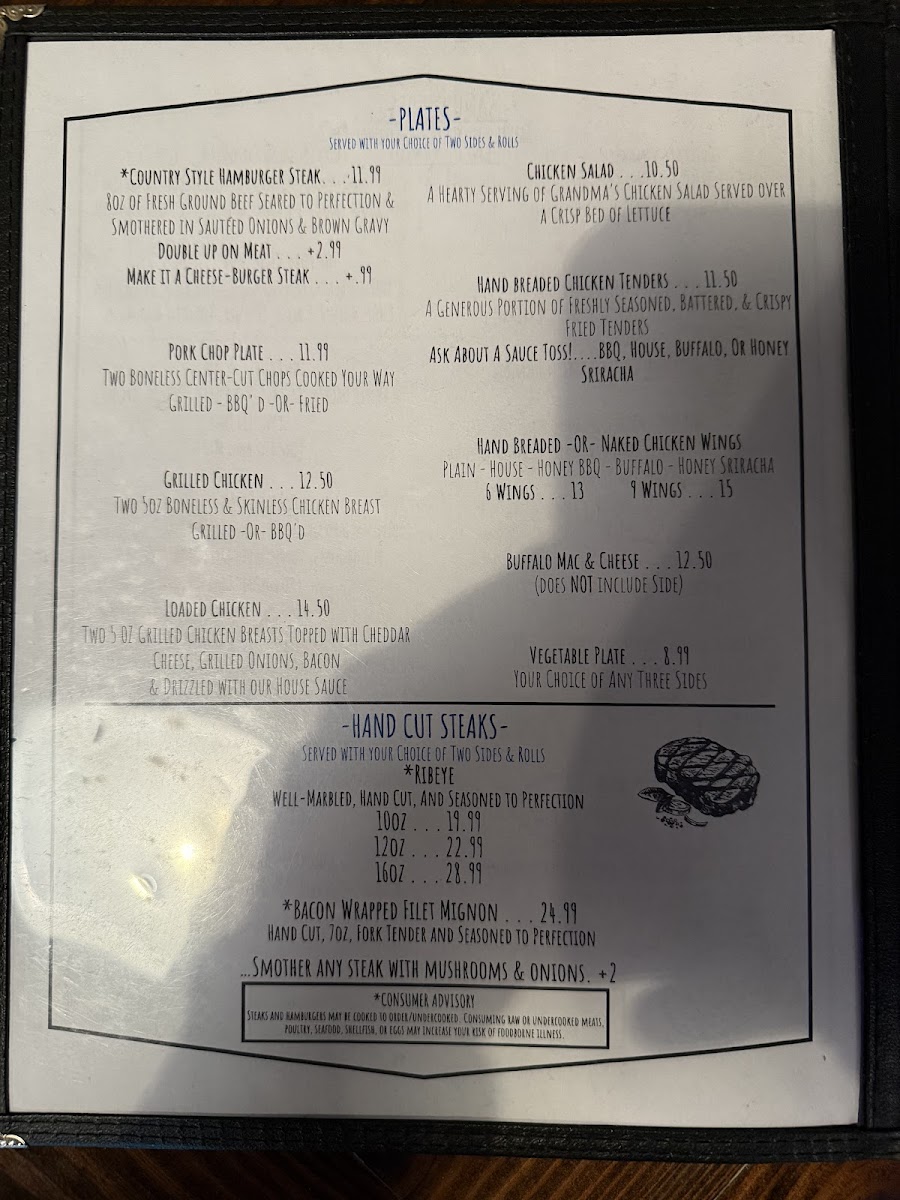 -PLATES-
SERVED WITH YOUR CHOICE OF TWO SIDES & ROLLS
*COUNTRY STYLE HAMBURGER STEAK. . . 11.99
8OZ OF FRESH GROUND BEEF SEARED TO PERFECTION &
SMOTHERED IN SAUTÉED ONIONS & BROWN GRAVY
DOUBLE UP ON MEAT . . . +2.99
MAKE IT A CHEESE-BURGER STEAK . . . +.99
PORK CHOP PLATE . . . 11.99
TWO BONELESS CENTER-CUT CHOPS COOKED YOUR WAY
GRILLED - BBQ' D -OR- FRIED
GRILLED CHICKEN . . . 12.50
TWO 5OZ BONELESS & SKINLESS CHICKEN BREAST
GRILLED -OR- BBQ'D
LOADED CHICKEN . . . 14.50
TWO 5 OZ GRILLED CHICKEN BREASTS TOPPED WITH CHEDDAR
CHEESE, GRILLED ONIONS, BACON
& DRIZZLED WITH OUR HOUSE SAUCE
CHICKEN SALAD . . .10.50
A HEARTY SERVING OF GRANDMA'S CHICKEN SALAD SERVED OVER
A CRISP BED OF LETTUCE
HAND BREADED CHICKEN TENDERS . . . 11.50
A GENEROUS PORTION OF FRESHLY SEASONED, BATTERED, & CRISPY
FRIED TENDERS
ASK ABOUT A SAUCE TOSS!....BBQ, HOUSE, BUFFALO, OR HONEY
SRIRACHA
HAND BREADED -OR- NAKED CHICKEN WINGS
PLAIN - HOUSE - HONEY BBQ - BUFFALO - HONEY SRIRACHA
6 WINGS . . . 13 9 WINGS . . . 15
BUFFALO MAC & CHEESE . . . 12.50
(DOES NOT INCLUDE SIDE)
VEGETABLE PLATE . . . 8.99
YOUR CHOICE OF ANY THREE SIDES
-HAND CUT STEAKS-
SERVED WITH YOUR CHOICE OF TWO SIDES & ROLLS
*RIBEYE
WELL-MARBLED, HAND CUT, AND SEASONED TO PERFECTION
10OZ . . . 19.99
12OZ . . . 22.99
16OZ . . . 28.99
*BACON WRAPPED FILET MIGNON . . . 24.99
HAND CUT, 7OZ, FORK TENDER AND SEASONED TO PERFECTION
...SMOTHER ANY STEAK WITH MUSHROOMS & ONIONS. +2
*CONSUMER ADVISORY
STEAKS AND HAMBURGERS MAY BE COOKED TO ORDER/UNDERCOOKED. CONSUMING RAW OR UNDERCOOKED MEATS,
POULTRY, SEAFOOD, SHELLFISH, OR EGGS MAY INCREASE YOUR RISK OF FOODBORNE ILLNESS.